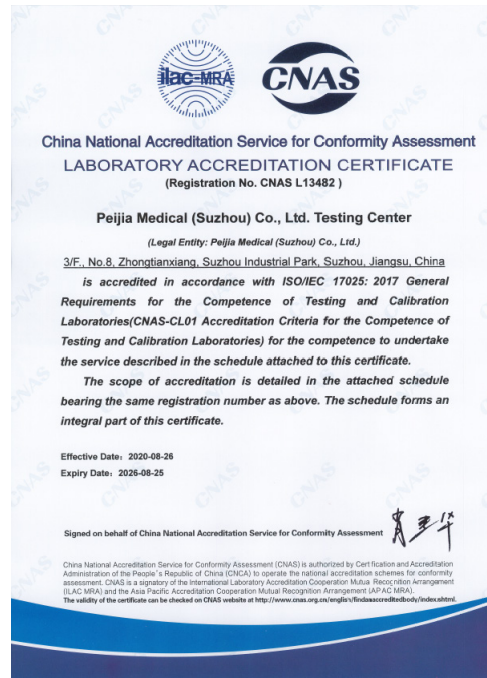 ilac-MRA
CNAS
China National Accreditation Service for Conformity Assessment
LABORATORY ACCREDITATION CERTIFICATE
(Registration No. CNAS L13482 )
Peijia Medical (Suzhou) Co., Ltd. Testing Center
(Legal Entity: Peijia Medical (Suzhou) Co., Ltd.)
3/F., No.8, Zhongtianxiang, Suzhou Industrial Park, Suzhou, Jiangsu, China
is accredited in accordance with ISO/IEC 17025: 2017 General
Requirements for the Competence of Testing and Calibration
Laboratories(CNAS-CL01 Accreditation Criteria for the Competence of
Testing and Calibration Laboratories) for the competence to undertake
the service described in the schedule attached to this certificate.
The scope of accreditation is detailed in the attached schedule
bearing the same registration number as above. The schedule forms an
integral part of this certificate.
Effective Date: 2020-08-26
Expiry Date: 2026-08-25
Signed on behalf of China National Accreditation Service for Conformity Assessment
China National Accreditation Service for Conformity Assessment (CNAS) is authorized by Certification and Accreditation
Administration of the People's Republic of China (CNCA) to operate the national accreditation schemes for conformity
assessment. CNAS is a signatory of the International Laboratory Accreditation Cooperation Mutua Recognition Arrangement
(ILAC MRA) and the Asia Pacific Accreditation Cooperation Mutual Recognition Arrangement (APAC MRA).
The validity of the certificate can be checked on CNAS website at http://www.cnas.org.cn/english/findanaccreditedbody/index.shtml.